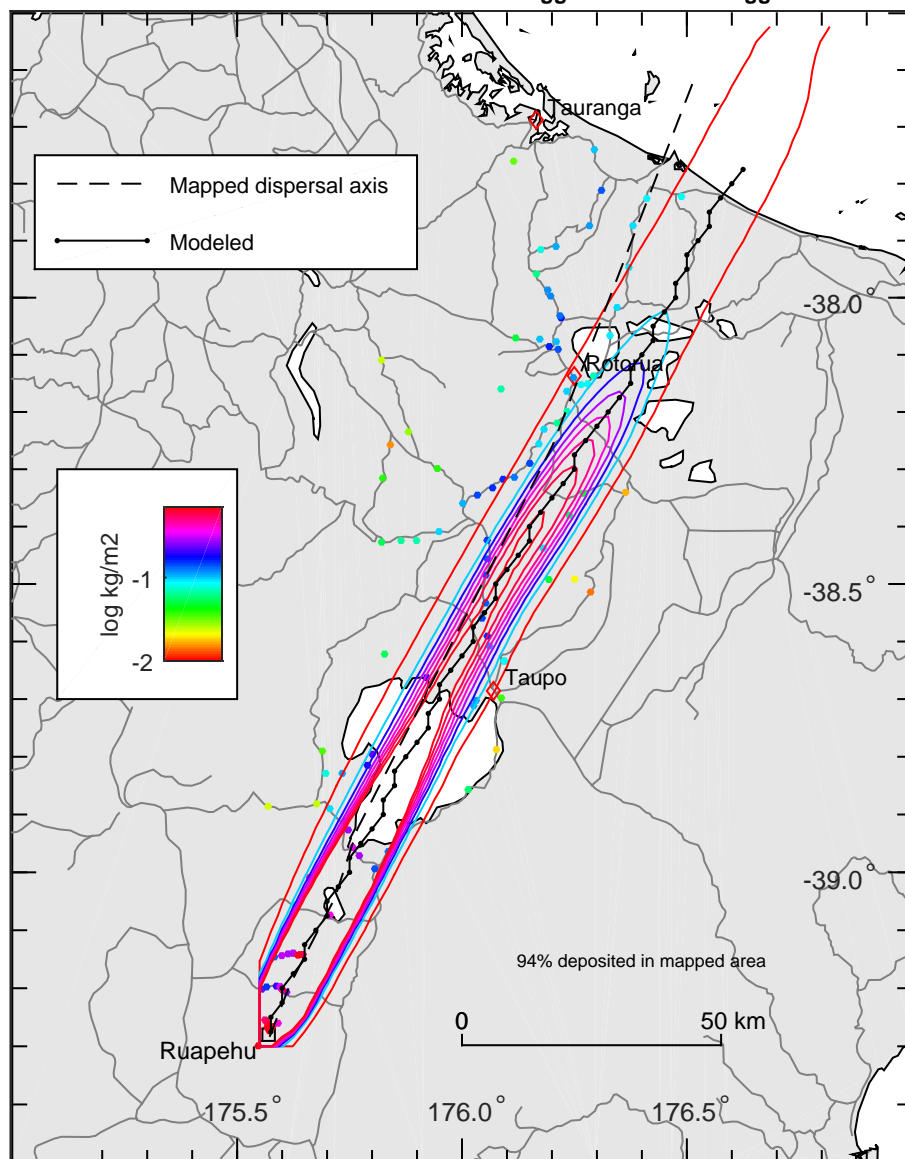 Tauranga
Mapped dispersal axis
Modeled
-38.0°
Rotorua
log kg/m2
-1
-2
-38.5°
Taupo
-39.0°
94% deposited in mapped area
0 50 km
Ruapehu
175.5° 176.0° 176.5°